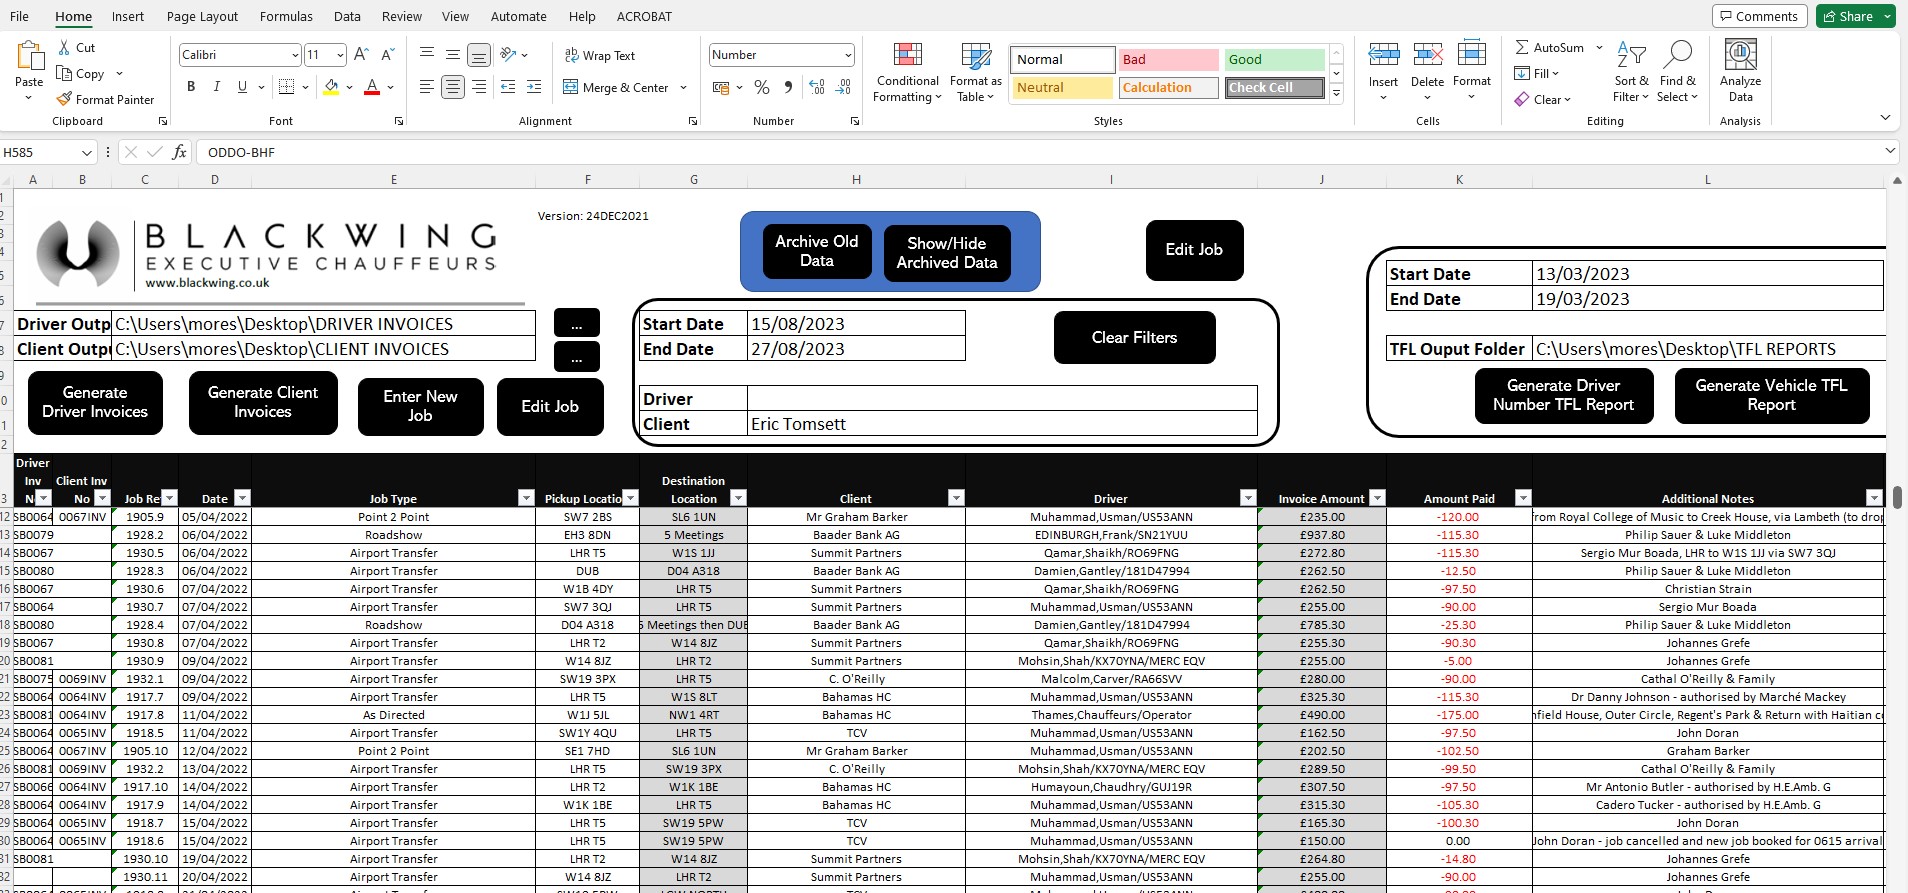 File Home Insert Page Layout Formulas Data Review View Automate Help ACROBAT Comments Share
Paste Cut Copy Format Painter Clipboard
Calibri 11 B I U Font
Wrap Text Merge & Center Alignment
Number % Number
Conditional Formatting Format as Table Normal Bad Good Neutral Calculation Check Cell Styles
Insert Delete Format Cells
AutoSum Fill Clear Sort & Filter Find & Select Editing
Analyze Data Analysis
H585 fx ODDO-BHF
A B C D E F G H I J K L
BLACKWING
EXECUTIVE CHAUFFEURS
www.blackwing.co.uk
Version: 24DEC2021
Archive Old Data
Show/Hide Archived Data
Edit Job
Start Date 13/03/2023
End Date 19/03/2023
Driver Outp C:\Users\mores\Desktop\DRIVER INVOICES ...
Client Outpu C:\Users\mores\Desktop\CLIENT INVOICES ...
Start Date 15/08/2023
End Date 27/08/2023
Clear Filters
TFL Ouput Folder C:\Users\mores\Desktop\TFL REPORTS
Generate Driver Invoices
Generate Client Invoices
Enter New Job
Edit Job
Driver
Client Eric Tomsett
Generate Driver Number TFL Report
Generate Vehicle TFL Report
Driver Inv N Client Inv No Job Re Date Job Type Pickup Locatio Destination Location Client Driver Invoice Amount Amount Paid Additional Notes
12 SB0064 0067INV 1905.9 05/04/2022 Point 2 Point SW7 2BS SL6 1UN Mr Graham Barker Muhammad,Usman/US53ANN £235.00 -120.00 rom Royal College of Music to Creek House, via Lambeth (to drop
13 SB0079 1928.2 06/04/2022 Roadshow EH3 8DN 5 Meetings Baader Bank AG EDINBURGH,Frank/SN21YUU £937.80 -115.30 Philip Sauer & Luke Middleton
14 SB0067 1930.5 06/04/2022 Airport Transfer LHR T5 W1S 1JJ Summit Partners Qamar,Shaikh/RO69FNG £272.80 -115.30 Sergio Mur Boada, LHR to W1S 1JJ via SW7 3QJ
15 SB0080 1928.3 06/04/2022 Airport Transfer DUB D04 A318 Baader Bank AG Damien,Gantley/181D47994 £262.50 -12.50 Philip Sauer & Luke Middleton
16 SB0067 1930.6 07/04/2022 Airport Transfer W1B 4DY LHR T5 Summit Partners Qamar,Shaikh/RO69FNG £262.50 -97.50 Christian Strain
17 SB0064 1930.7 07/04/2022 Airport Transfer SW7 3QJ LHR T5 Summit Partners Muhammad,Usman/US53ANN £255.00 -90.00 Sergio Mur Boada
18 SB0080 1928.4 07/04/2022 Roadshow D04 A318 5 Meetings then DUB Baader Bank AG Damien,Gantley/181D47994 £785.30 -25.30 Philip Sauer & Luke Middleton
19 SB0067 1930.8 07/04/2022 Airport Transfer LHR T2 W14 8JZ Summit Partners Qamar,Shaikh/RO69FNG £255.30 -90.30 Johannes Grefe
20 SB0081 1930.9 09/04/2022 Airport Transfer W14 8JZ LHR T2 Summit Partners Mohsin,Shah/KX70YNA/MERC EQV £255.00 -5.00 Johannes Grefe
21 SB0075 0069INV 1932.1 09/04/2022 Airport Transfer SW19 3PX LHR T5 C. O'Reilly Malcolm,Carver/RA66SVV £280.00 -90.00 Cathal O'Reilly & Family
22 SB0064 0064INV 1917.7 09/04/2022 Airport Transfer LHR T5 W1S 8LT Bahamas HC Muhammad,Usman/US53ANN £325.30 -115.30 Dr Danny Johnson - authorised by Marché Mackey
23 SB0081 0064INV 1917.8 11/04/2022 As Directed W1J 5JL NW1 4RT Bahamas HC Thames,Chauffeurs/Operator £490.00 -175.00 nfield House, Outer Circle, Regent's Park & Return with Haitian c
24 SB0064 0065INV 1918.5 11/04/2022 Airport Transfer SW1Y 4QU LHR T5 TCV Muhammad,Usman/US53ANN £162.50 -97.50 John Doran
25 SB0064 0067INV 1905.10 12/04/2022 Point 2 Point SE1 7HD SL6 1UN Mr Graham Barker Muhammad,Usman/US53ANN £202.50 -102.50 Graham Barker
26 SB0081 0069INV 1932.2 13/04/2022 Airport Transfer LHR T5 SW19 3PX C. O'Reilly Mohsin,Shah/KX70YNA/MERC EQV £289.50 -99.50 Cathal O'Reilly & Family
27 SB0066 0064INV 1917.10 14/04/2022 Airport Transfer LHR T2 W1K 1BE Bahamas HC Humayoun,Chaudhry/GUJ19R £307.50 -97.50 Mr Antonio Butler - authorised by H.E.Amb. G
28 SB0064 0064INV 1917.9 14/04/2022 Airport Transfer W1K 1BE LHR T5 Bahamas HC Muhammad,Usman/US53ANN £315.30 -105.30 Cadero Tucker - authorised by H.E.Amb. G
29 SB0064 0065INV 1918.7 15/04/2022 Airport Transfer LHR T5 SW19 5PW TCV Muhammad,Usman/US53ANN £165.30 -100.30 John Doran
30 SB0064 0065INV 1918.6 15/04/2022 Airport Transfer LHR T5 SW19 5PW TCV Muhammad,Usman/US53ANN £150.00 0.00 John Doran - job cancelled and new job booked for 0615 arrival
31 SB0081 1930.10 19/04/2022 Airport Transfer LHR T2 W14 8JZ Summit Partners Mohsin,Shah/KX70YNA/MERC EQV £264.80 -14.80 Johannes Grefe
32 1930.11 20/04/2022 Airport Transfer W14 8JZ LHR T2 Summit Partners Muhammad,Usman/US53ANN £255.00 -90.00 Johannes Grefe